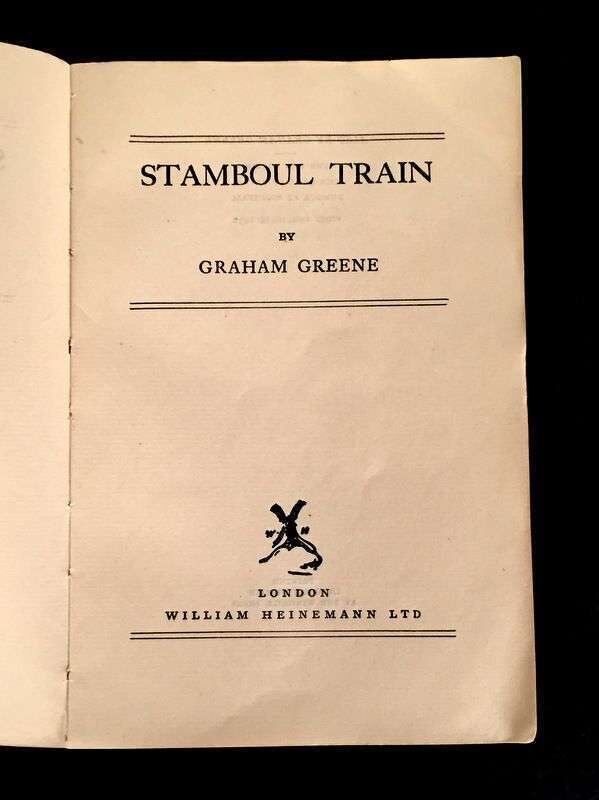 STAMBOUL TRAIN
BY
GRAHAM GREENE
W H
LONDON
WILLIAM HEINEMANN LTD